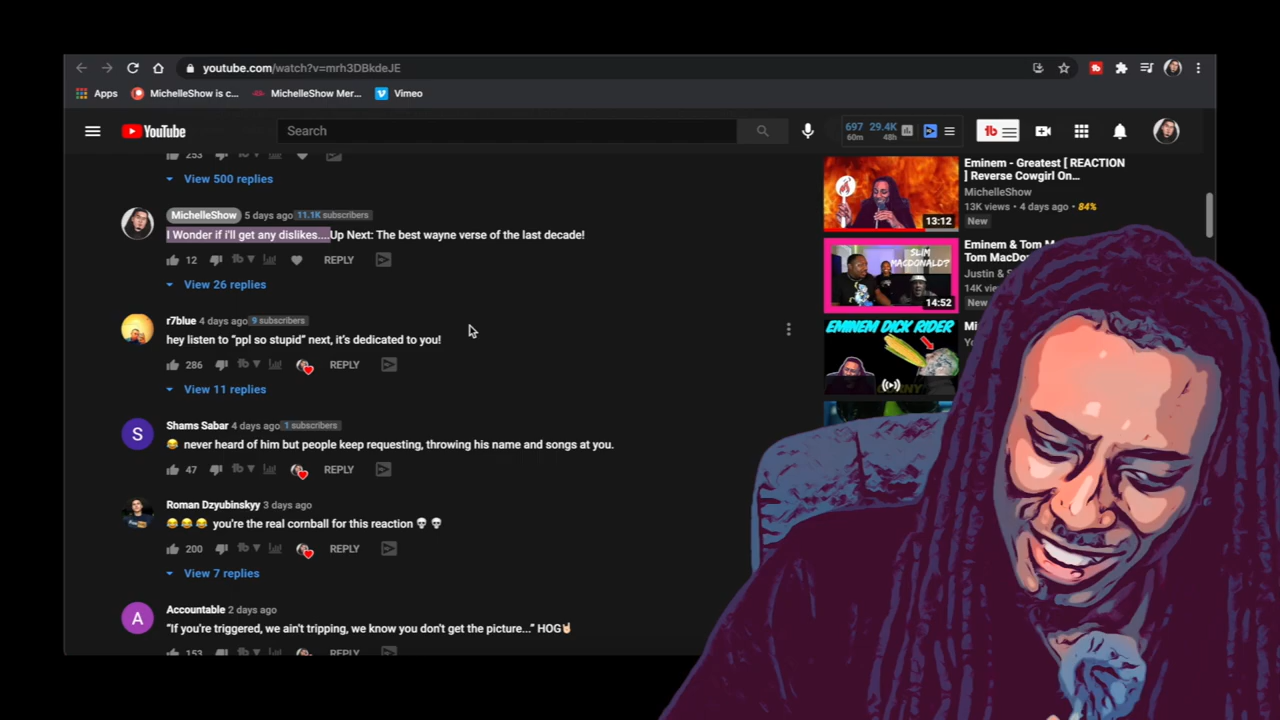 youtube.com/watch?v=mrh3DBkdeJE
Apps
MichelleShow is c...
MichelleShow Mer...
Vimeo
YouTube
Search
697 29.4K
60m 48h
tb
253
View 500 replies
MichelleShow 5 days ago 11.1K subscribers
I Wonder if i'll get any dislikes....Up Next: The best wayne verse of the last decade!
12
REPLY
View 26 replies
r7blue 4 days ago 9 subscribers
hey listen to “ppl so stupid” next, it's dedicated to you!
286
REPLY
View 11 replies
S
Shams Sabar 4 days ago 1 subscribers
😂 never heard of him but people keep requesting, throwing his name and songs at you.
47
REPLY
Roman Dzyubinskyy 3 days ago
😂😂😂 you're the real cornball for this reaction 💀💀
200
REPLY
View 7 replies
A
Accountable 2 days ago
“If you're triggered, we ain't tripping, we know you don't get the picture...” HOG🤘🏻
153
REPLY
13:12
Eminem - Greatest [ REACTION
] Reverse Cowgirl On...
MichelleShow
13K views • 4 days ago • 84%
New
SLIM
MACDONALD?
14:52
Eminem & Tom M
Tom MacDon
Justin & S
14K view
New
EMINEM DICK RIDER
CORNY
Mi
Yo